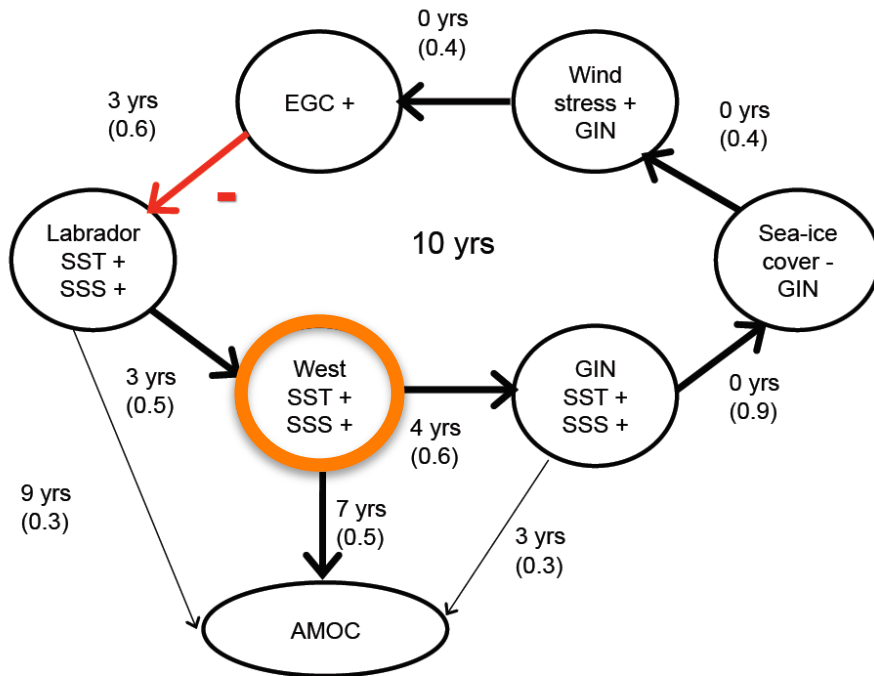 0 yrs
(0.4)
EGC +
Wind
stress +
GIN
3 yrs
(0.6)
0 yrs
(0.4)
-
Labrador
SST +
SSS +
10 yrs
Sea-ice
cover -
GIN
3 yrs
(0.5)
West
SST +
SSS +
4 yrs
(0.6)
GIN
SST +
SSS +
0 yrs
(0.9)
9 yrs
(0.3)
7 yrs
(0.5)
3 yrs
(0.3)
AMOC